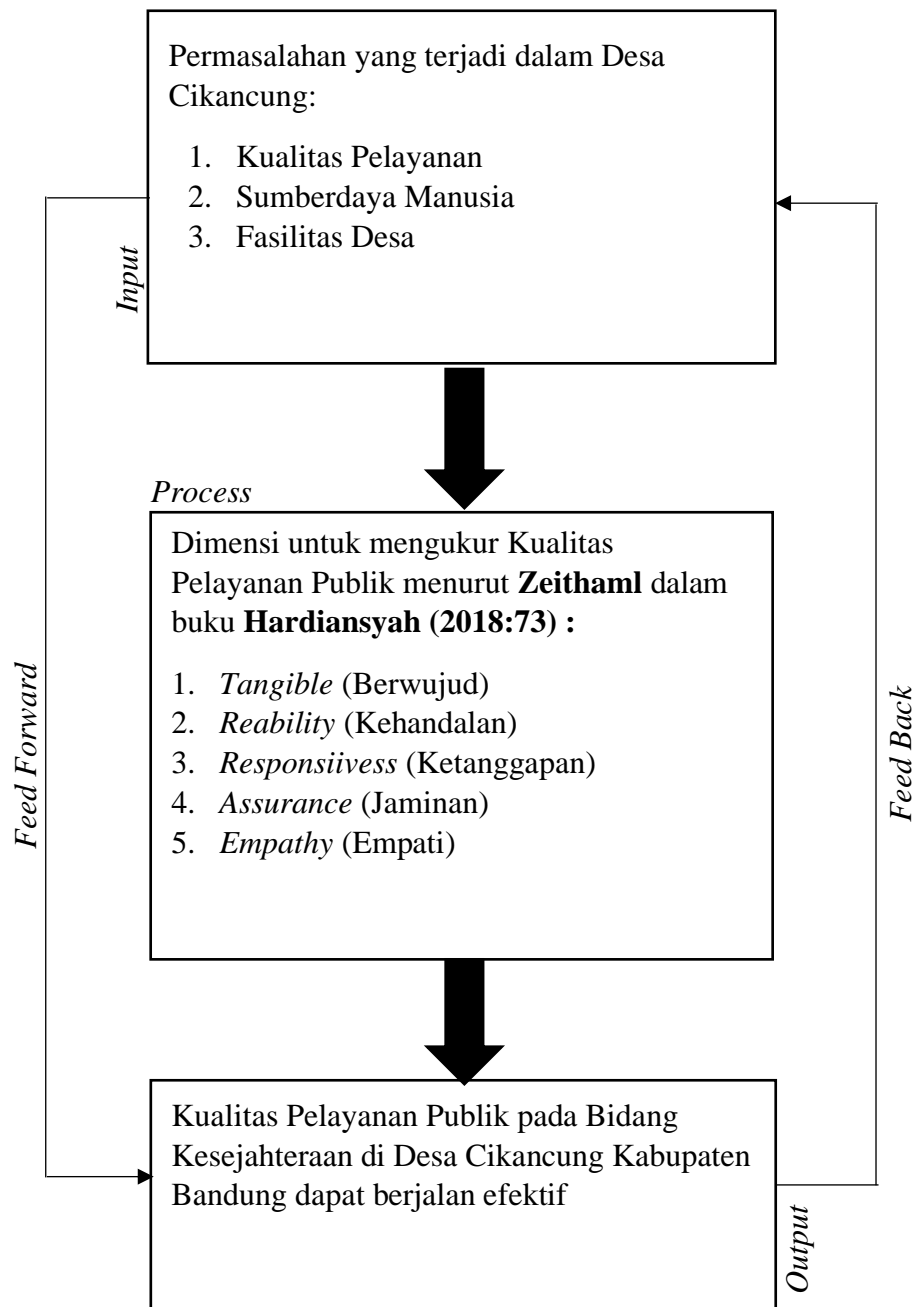 Permasalahan yang terjadi dalam Desa
Cikancung:
1. Kualitas Pelayanan
2. Sumberdaya Manusia
3. Fasilitas Desa
Input
Process
Dimensi untuk mengukur Kualitas
Pelayanan Publik menurut Zeithaml dalam
buku Hardiansyah (2018:73) :
1. Tangible (Berwujud)
2. Reability (Kehandalan)
3. Responsiivess (Ketanggapan)
4. Assurance (Jaminan)
5. Empathy (Empati)
Feed Forward
Feed Back
Kualitas Pelayanan Publik pada Bidang
Kesejahteraan di Desa Cikancung Kabupaten
Bandung dapat berjalan efektif
Output